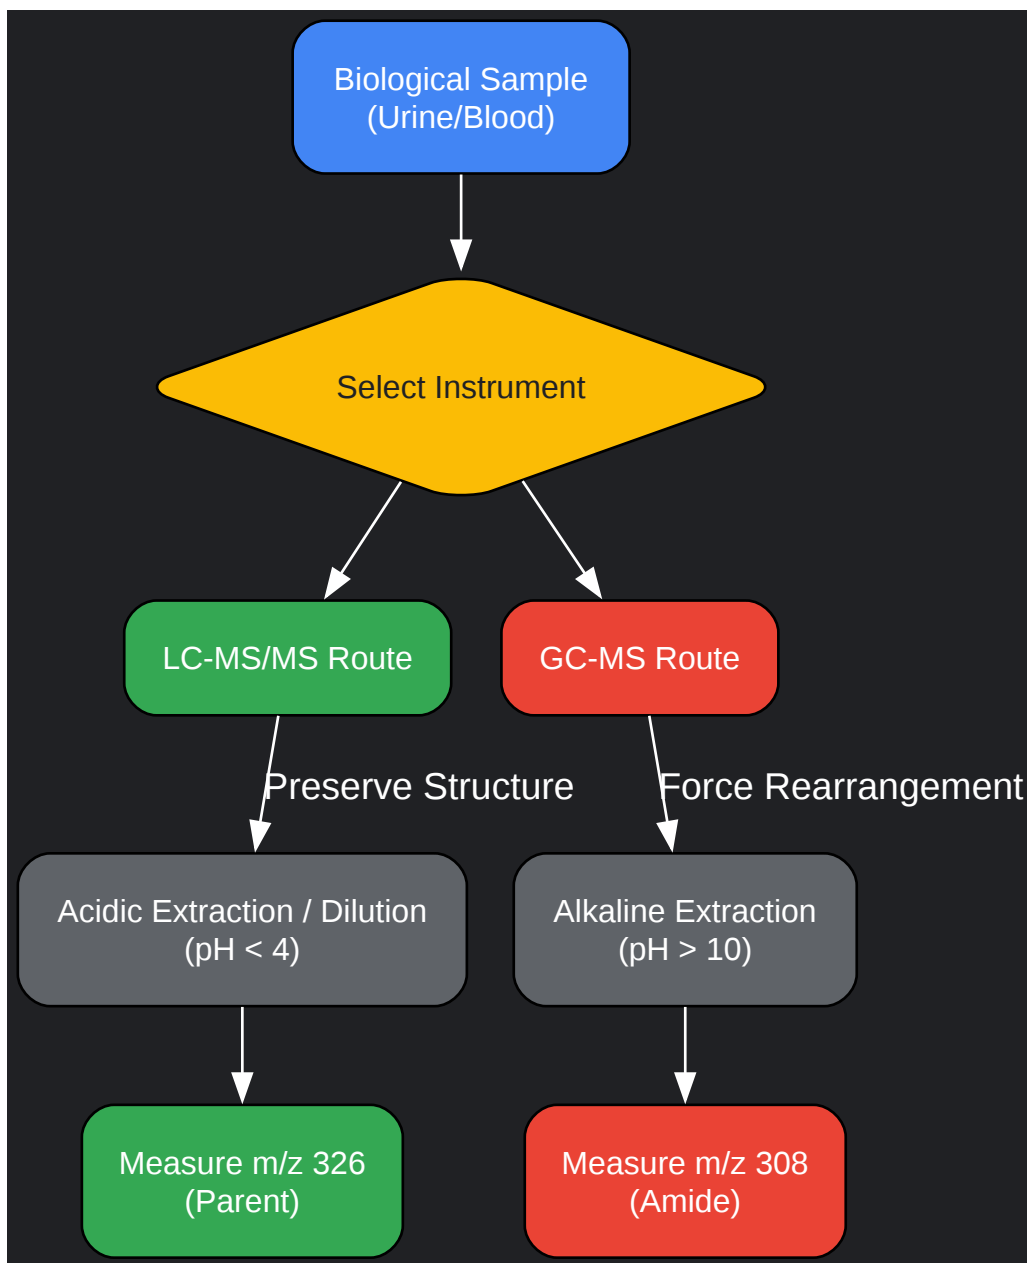 Biological Sample
(Urine/Blood)
Select Instrument
LC-MS/MS Route
GC-MS Route
Preserve Structure
Force Rearrangement
Acidic Extraction / Dilution
(pH < 4)
Alkaline Extraction
(pH > 10)
Measure m/z 326
(Parent)
Measure m/z 308
(Amide)